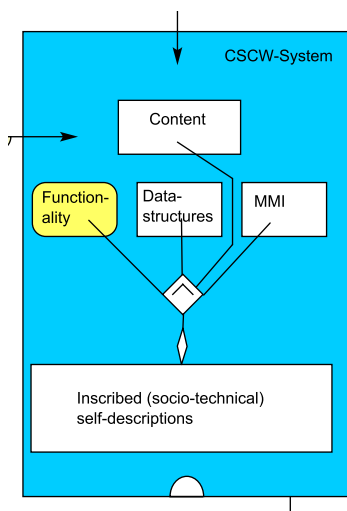 CSCW-System
Content
Function-
ality
Data-
structures
MMI
Inscribed (socio-technical)
self-descriptions